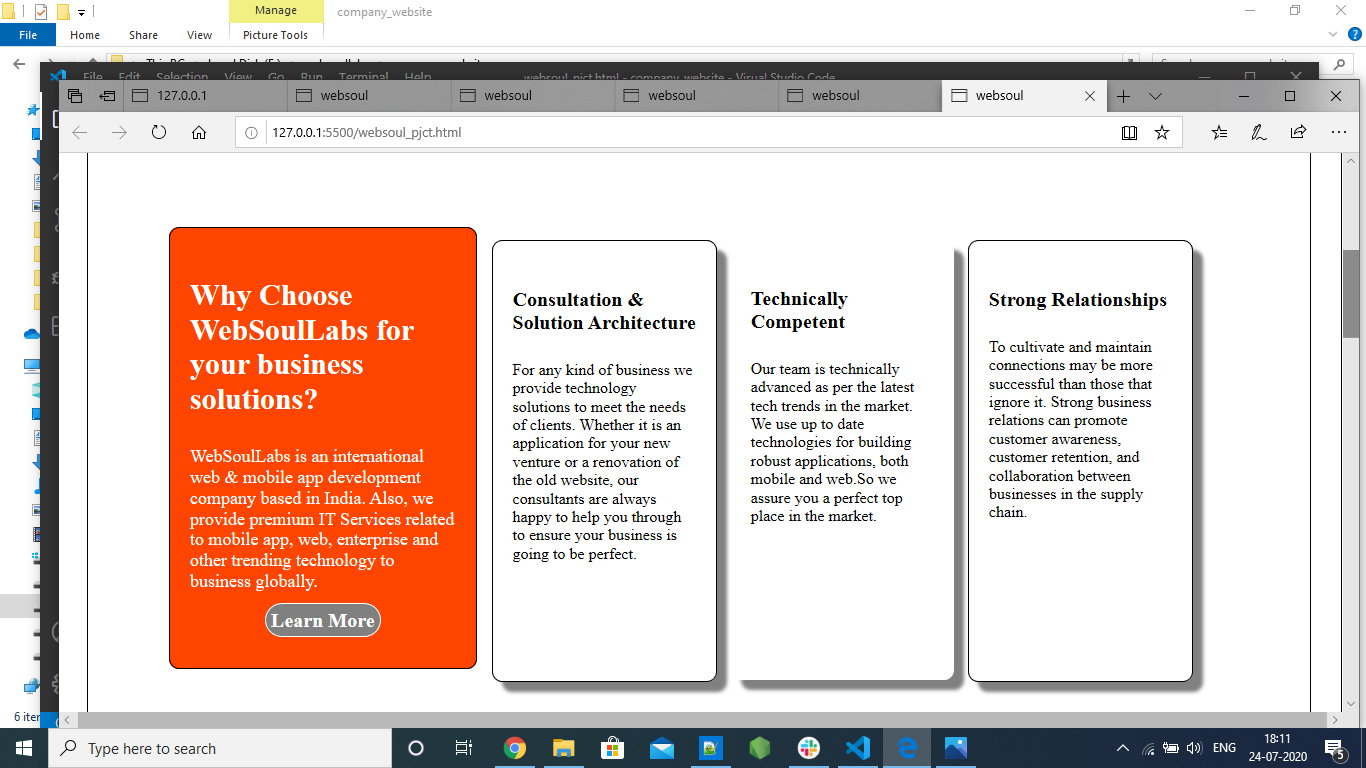 Manage
company_website
File
Home
Share
View
Picture Tools
File Edit Selection View Go Run Terminal Help
websoul_pjct.html - company_website - Visual Studio Code
127.0.0.1
websoul
websoul
websoul
websoul
websoul
127.0.0.1:5500/websoul_pjct.html
Why Choose
WebSoulLabs for
your business
solutions?
WebSoulLabs is an international
web & mobile app development
company based in India. Also, we
provide premium IT Services related
to mobile app, web, enterprise and
other trending technology to
business globally.
Learn More
Consultation &
Solution Architecture
For any kind of business we
provide technology
solutions to meet the needs
of clients. Whether it is an
application for your new
venture or a renovation of
the old website, our
consultants are always
happy to help you through
to ensure your business is
going to be perfect.
Technically
Competent
Our team is technically
advanced as per the latest
tech trends in the market.
We use up to date
technologies for building
robust applications, both
mobile and web.So we
assure you a perfect top
place in the market.
Strong Relationships
To cultivate and maintain
connections may be more
successful than those that
ignore it. Strong business
relations can promote
customer awareness,
customer retention, and
collaboration between
businesses in the supply
chain.
6 iter
Type here to search
ENG
18:11
24-07-2020
5